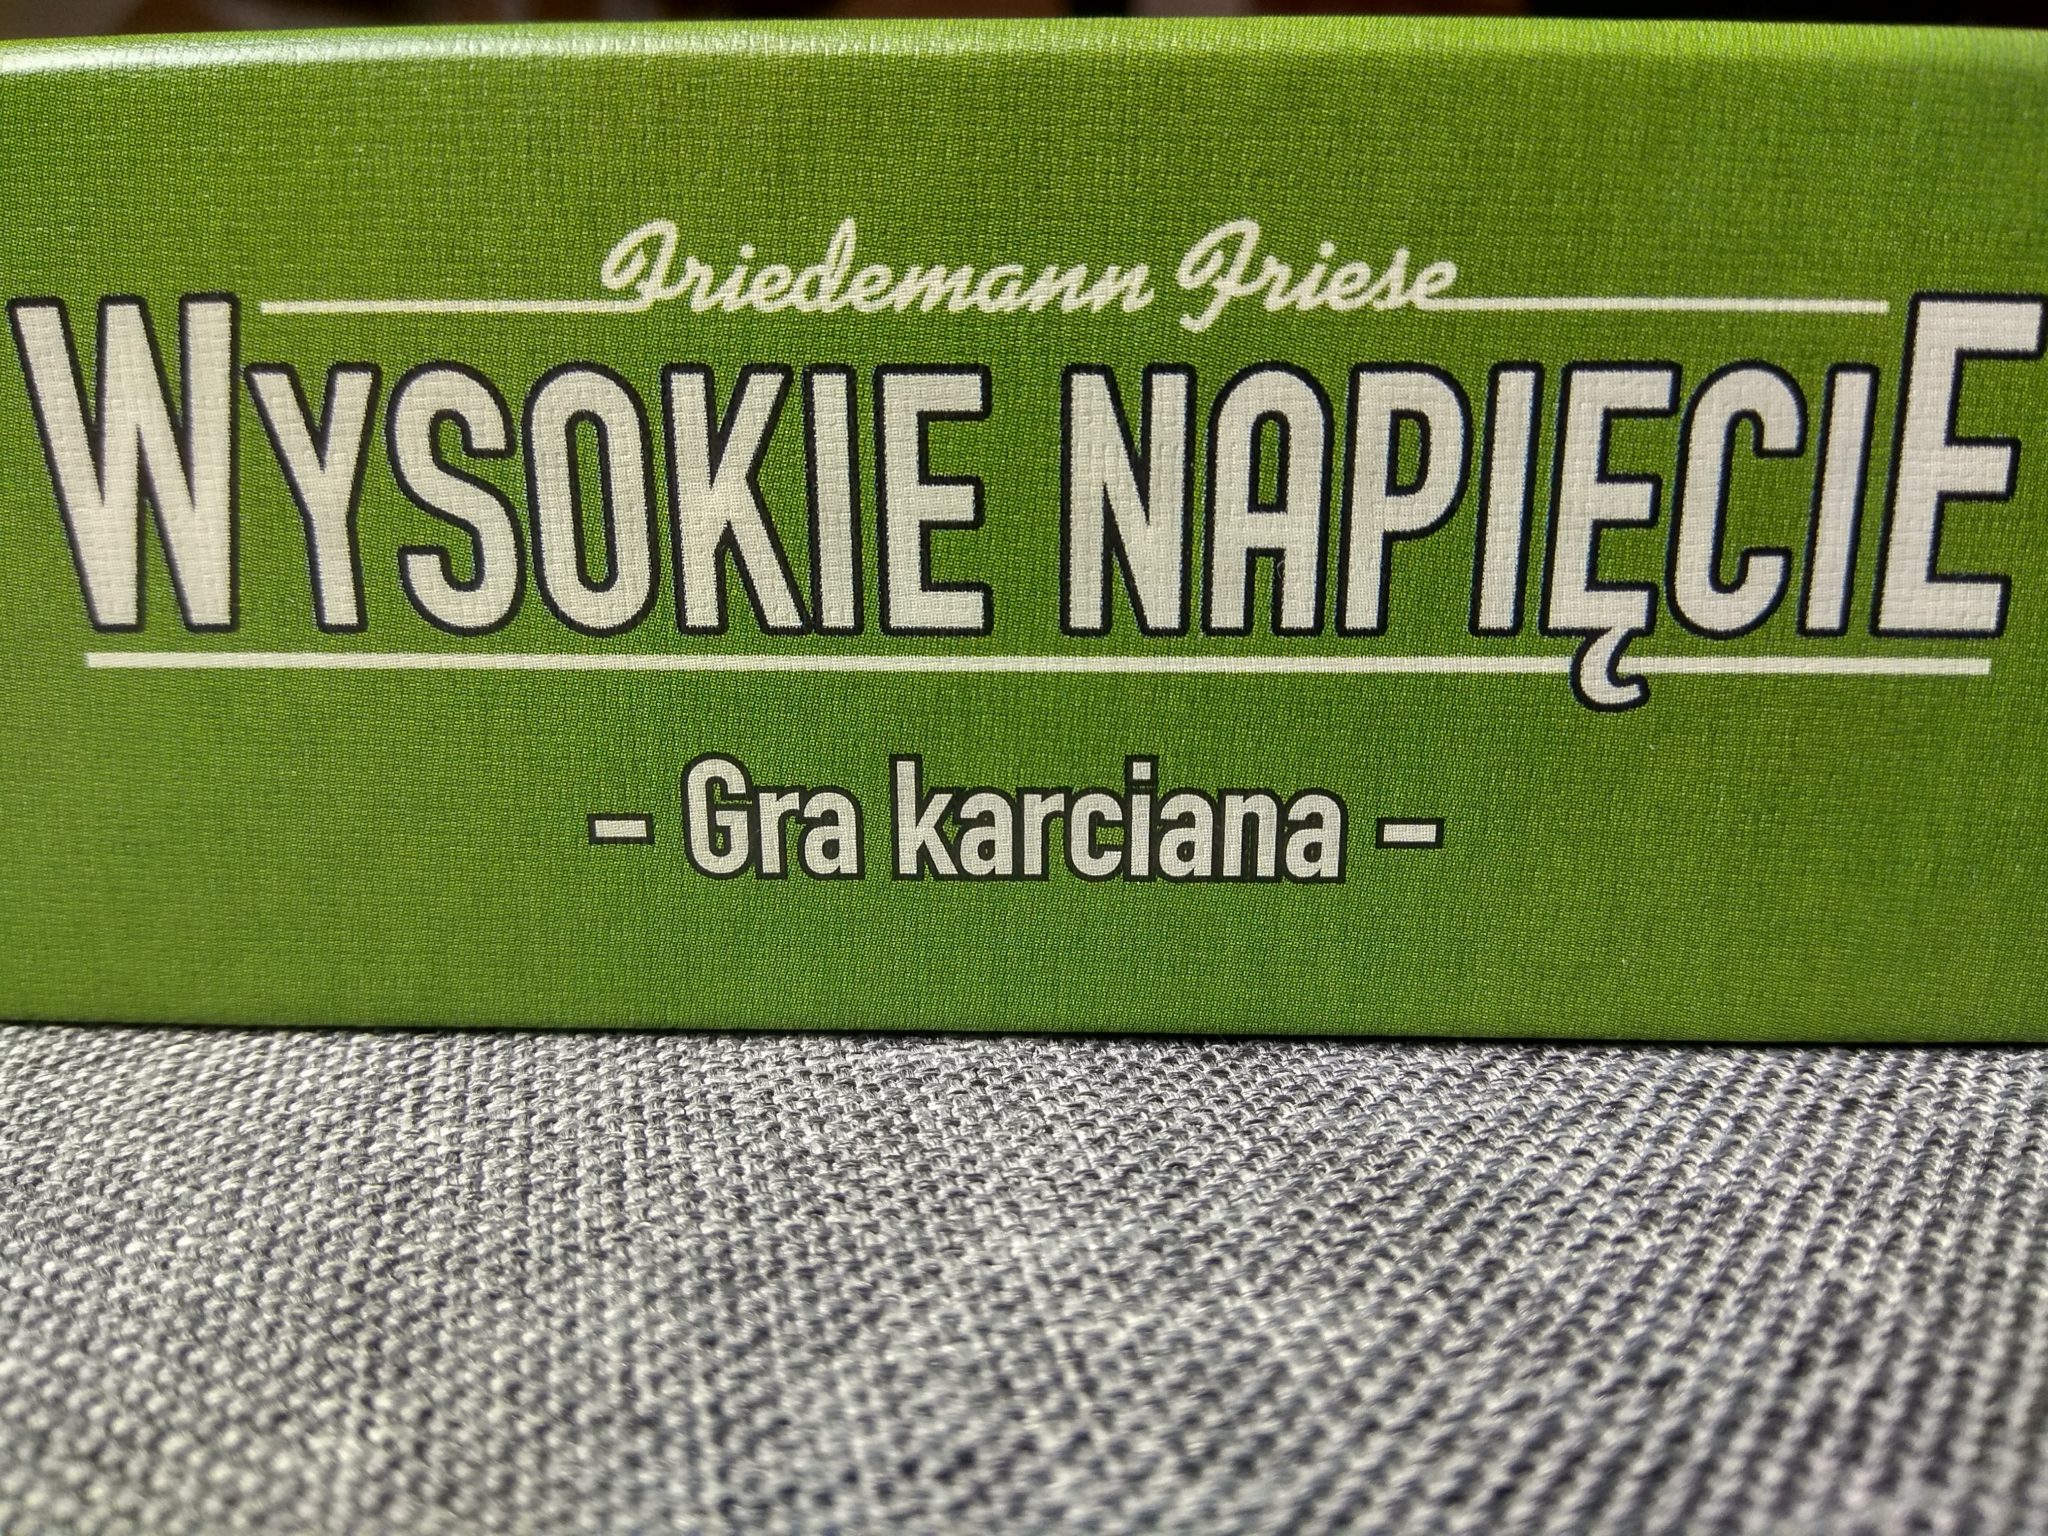 Friedemann Friese
WYSOKIE NAPIĘCIE
- Gra karciana -